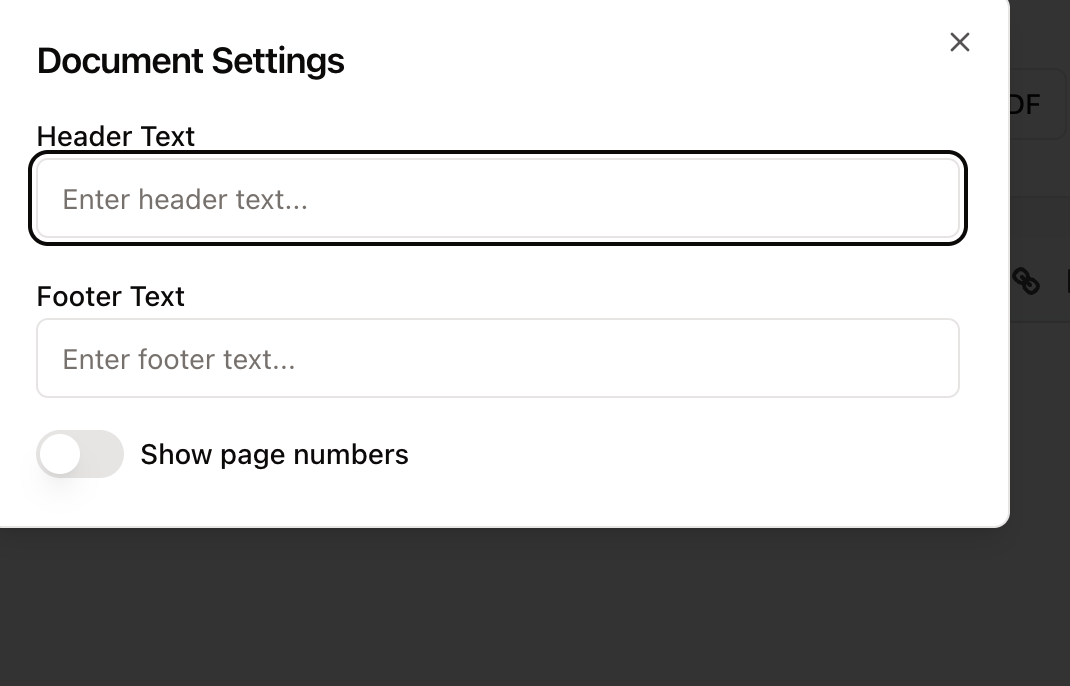 Document Settings
DF
Header Text
Enter header text...
Footer Text
Enter footer text...
Show page numbers